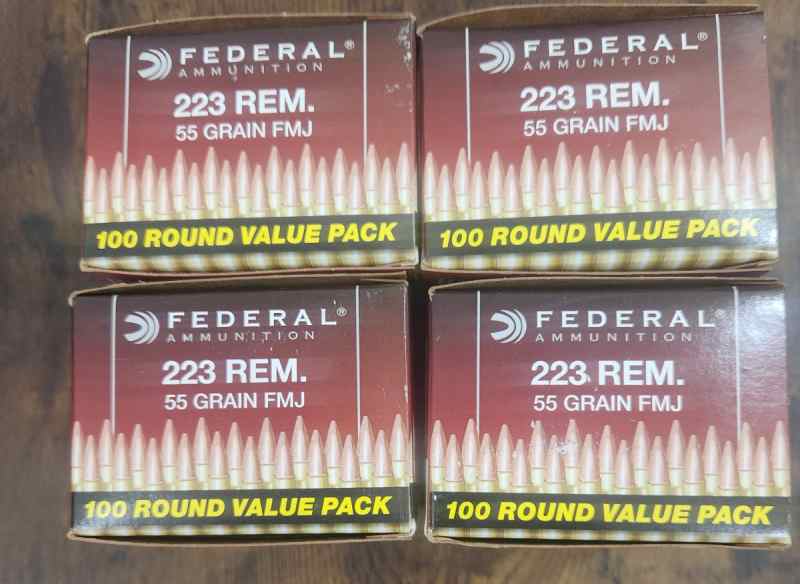 FEDERAL®
AMMUNITION
223 REM.
55 GRAIN FMJ
100 ROUND VALUE PACK
FEDERAL®
AMMUNITION
223 REM.
55 GRAIN FMJ
100 ROUND VALUE PACK
FEDERAL®
AMMUNITION
223 REM.
55 GRAIN FMJ
100 ROUND VALUE PACK
FEDERAL®
AMMUNITION
223 REM.
55 GRAIN FMJ
100 ROUND VALUE PACK